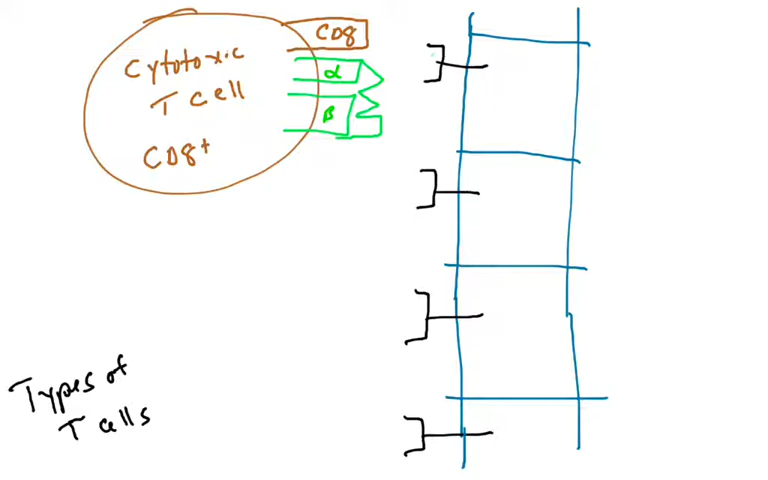 Cytotoxic
T cell
CD8+
CD8
α
β
Types of
T cells